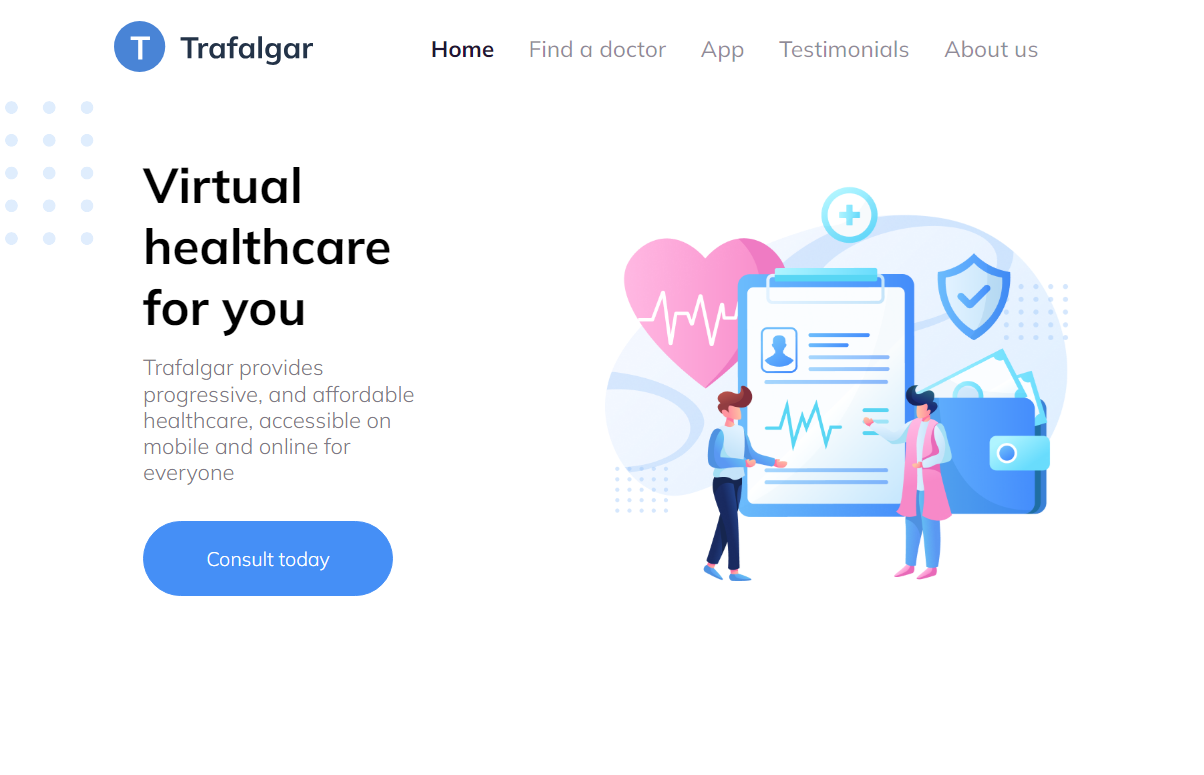 T Trafalgar Home Find a doctor App Testimonials About us
Virtual
healthcare
for you
Trafalgar provides
progressive, and affordable
healthcare, accessible on
mobile and online for
everyone
Consult today